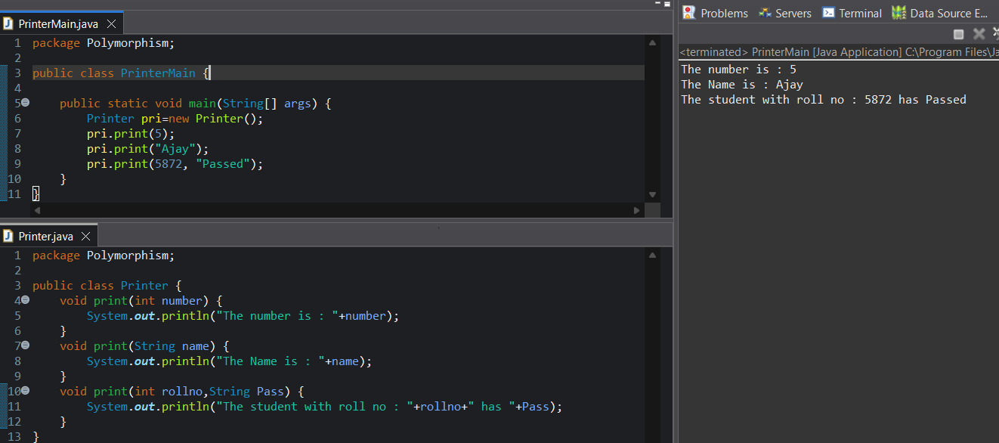 PrinterMain.java
1 package Polymorphism;
2
3 public class PrinterMain {
4
5     public static void main(String[] args) {
6         Printer pri=new Printer();
7         pri.print(5);
8         pri.print("Ajay");
9         pri.print(5872, "Passed");
10     }
11 }
Printer.java
1 package Polymorphism;
2
3 public class Printer {
4     void print(int number) {
5         System.out.println("The number is : "+number);
6     }
7     void print(String name) {
8         System.out.println("The Name is : "+name);
9     }
10     void print(int rollno,String Pass) {
11         System.out.println("The student with roll no : "+rollno+" has "+Pass);
12     }
13 }
Problems Servers Terminal Data Source E...
<terminated> PrinterMain [Java Application] C:\Program Files\Ja
The number is : 5
The Name is : Ajay
The student with roll no : 5872 has Passed